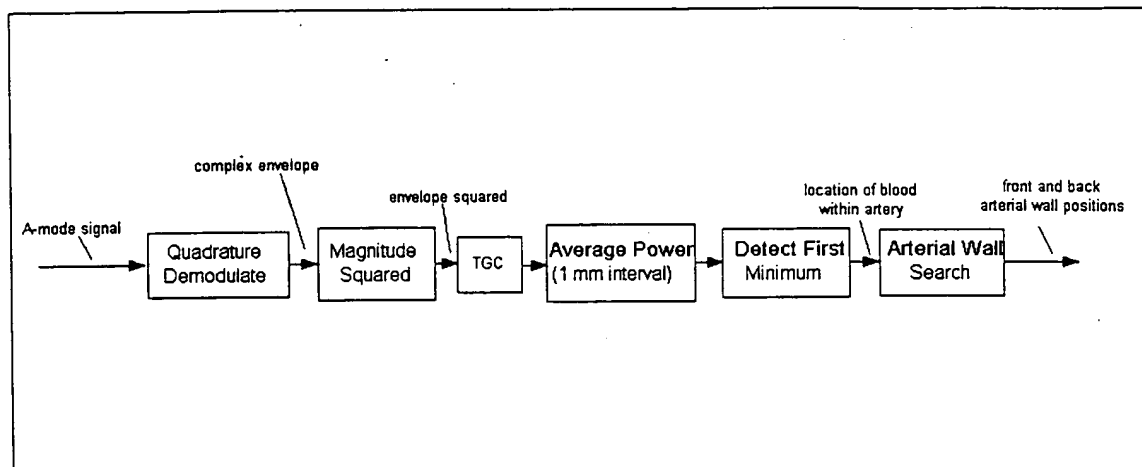 A-mode signal
Quadrature
Demodulate
complex envelope
Magnitude
Squared
envelope squared
TGC
Average Power
(1 mm interval)
Detect First
Minimum
location of blood
within artery
Arterial Wall
Search
front and back
arterial wall positions